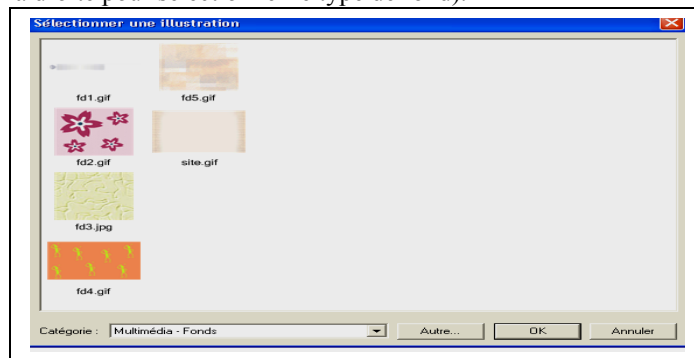 Sélectionner une illustration
fd1.gif
fd5.gif
fd2.gif
site.gif
fd3.jpg
fd4.gif
Catégorie : Multimédia - Fonds
Autre... OK Annuler